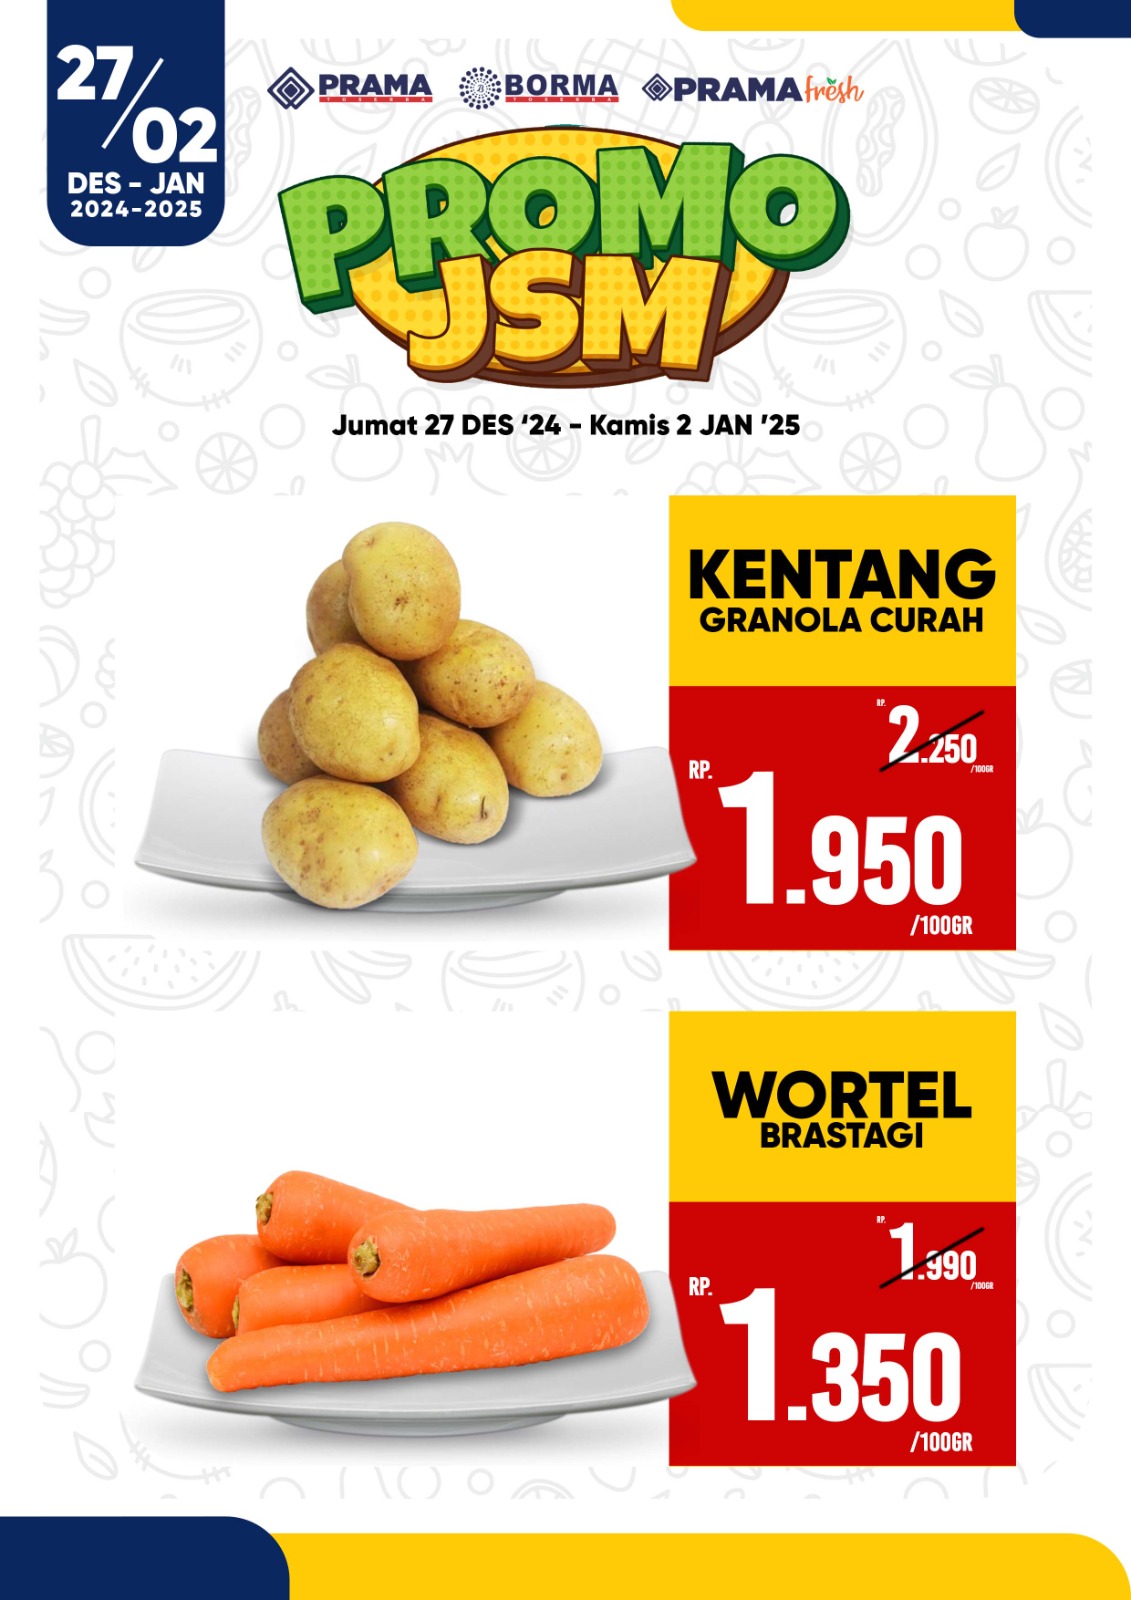 27/02
DES - JAN
2024-2025
PRAMA
TOSERBA
BORMA
TOSERBA
PRAMA fresh
PROMO
JSM
Jumat 27 DES ‘24 - Kamis 2 JAN ’25
KENTANG
GRANOLA CURAH
RP. 2.250
/100GR
RP. 1.950
/100GR
WORTEL
BRASTAGI
RP. 1.990
/100GR
RP. 1.350
/100GR